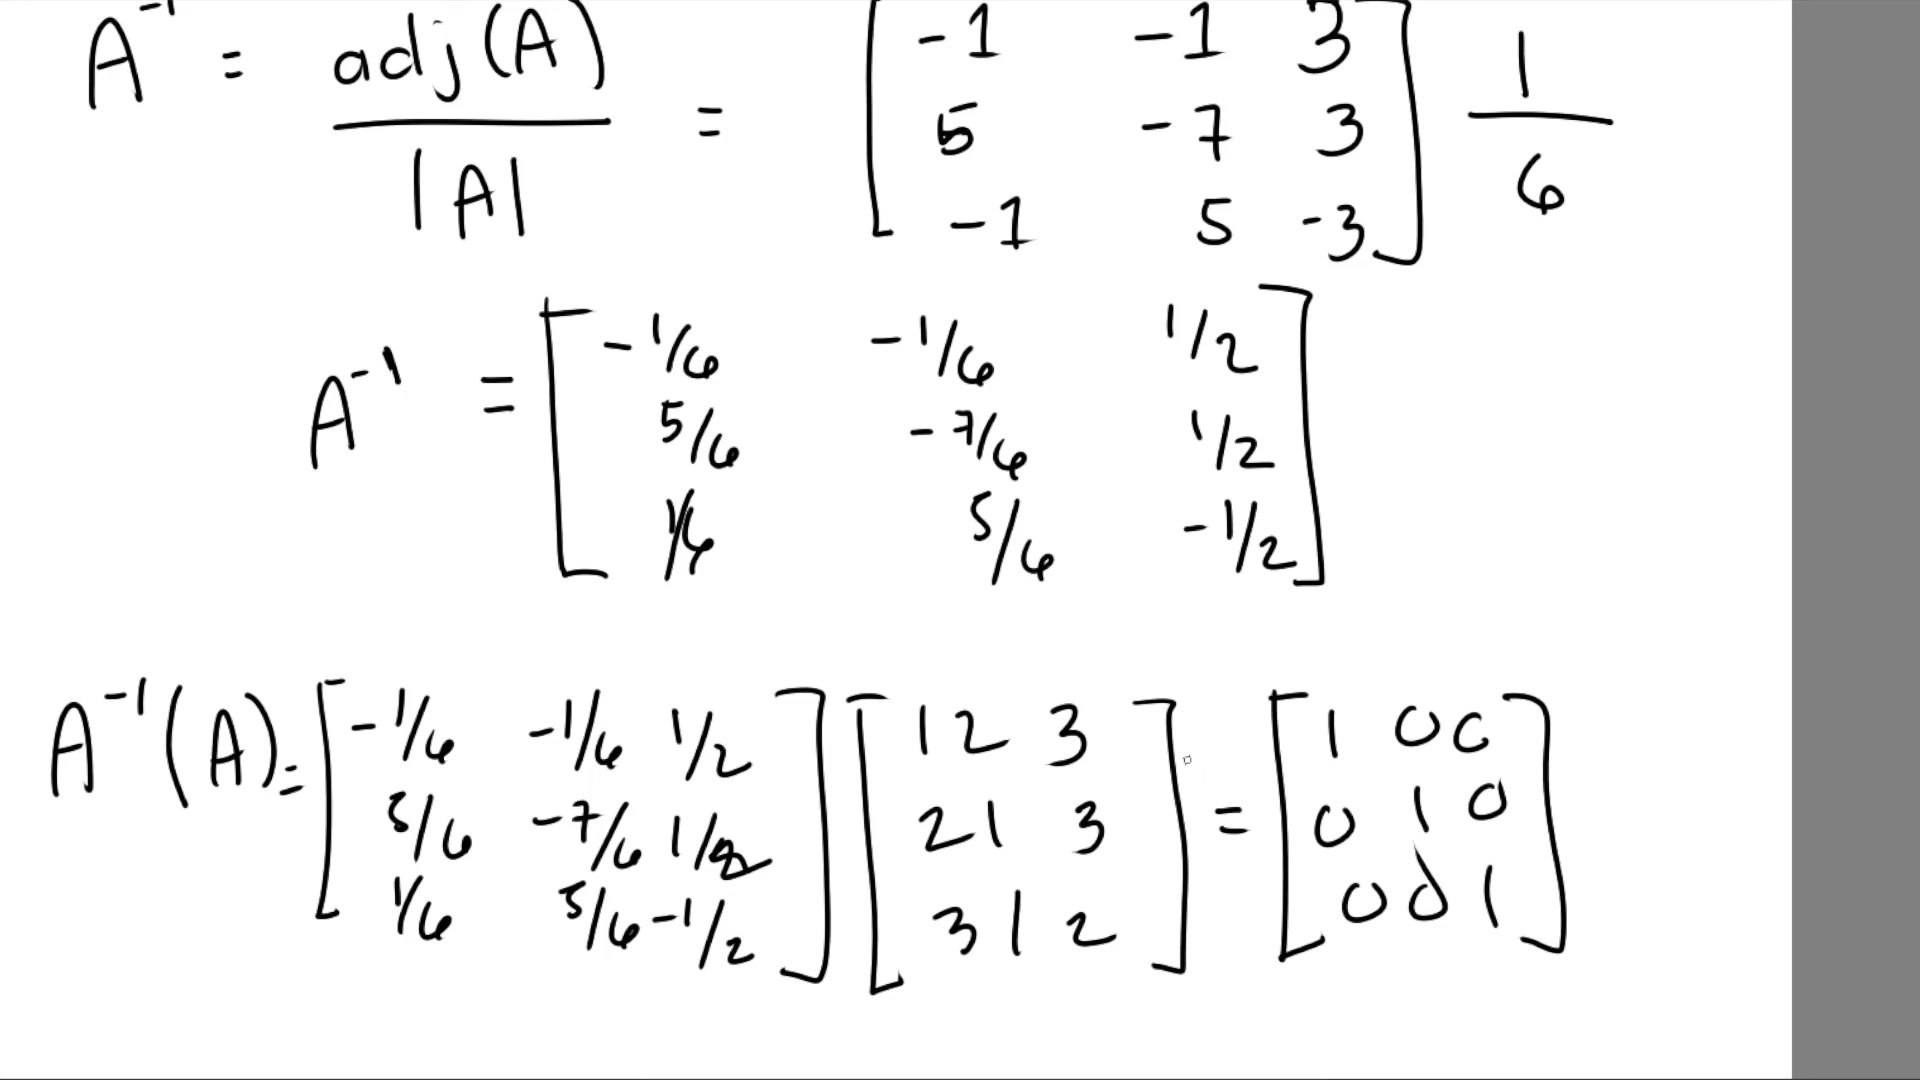 A⁻¹ = adj(A) / |A| = [ -1 -1 3 ; 5 -7 3 ; -1 5 -3 ] 1/6
A⁻¹ = [ -1/6 -1/6 1/2 ; 5/6 -7/6 1/2 ; 1/6 5/6 -1/2 ]
A⁻¹(A) = [ -1/6 -1/6 1/2 ; 5/6 -7/6 1/2 ; 1/6 5/6 -1/2 ] [ 1 2 3 ; 2 1 3 ; 3 1 2 ] = [ 1 0 0 ; 0 1 0 ; 0 0 1 ]